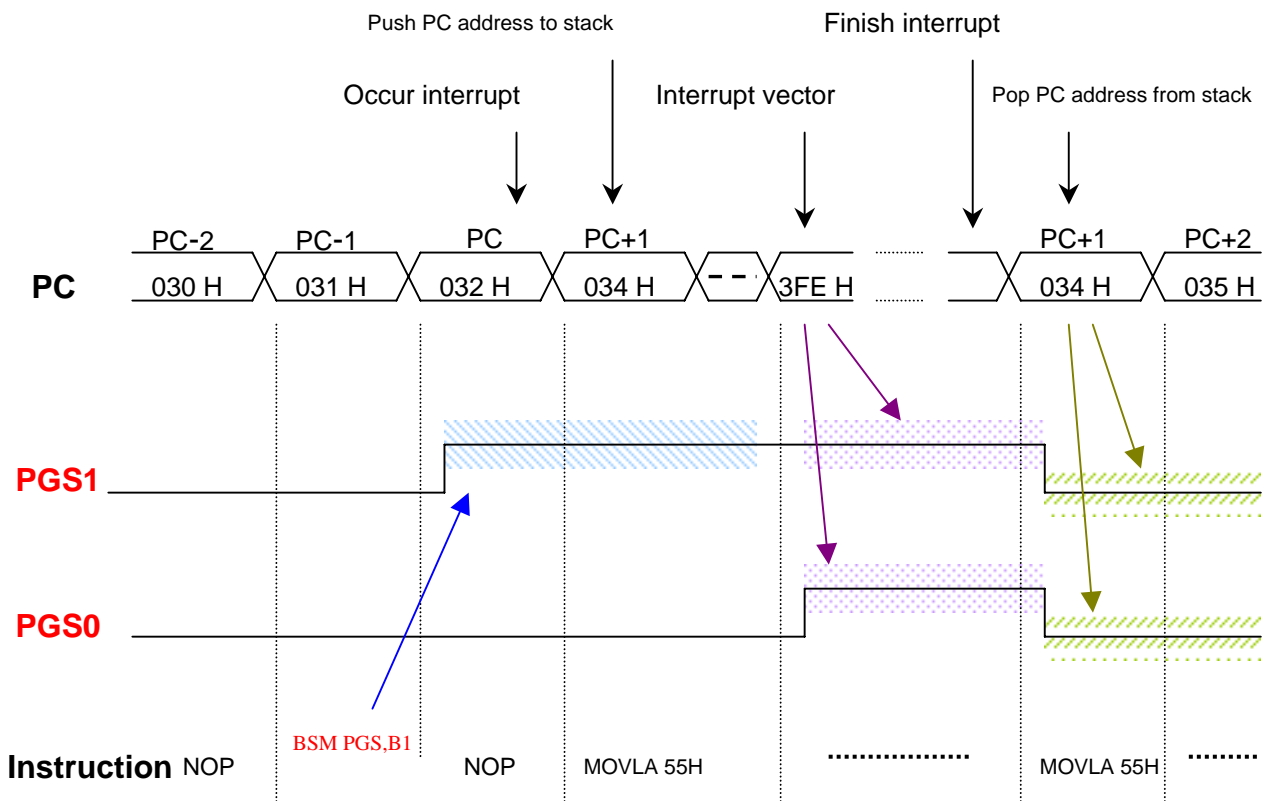 Push PC address to stack
Finish interrupt
Occur interrupt
Interrupt vector
Pop PC address from stack
PC-2 PC-1 PC PC+1 PC+1 PC+2
PC 030 H 031 H 032 H 034 H 3FE H 034 H 035 H
PGS1
PGS0
BSM PGS,B1
Instruction NOP NOP MOVLA 55H MOVLA 55H